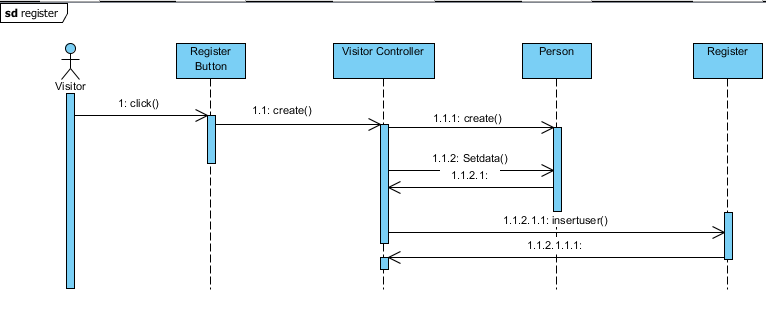 sd register
Register
Button
Visitor Controller
Person
Register
Visitor
1: click()
1.1: create()
1.1.1: create()
1.1.2: Setdata()
1.1.2.1:
1.1.2.1.1: insertuser()
1.1.2.1.1.1: